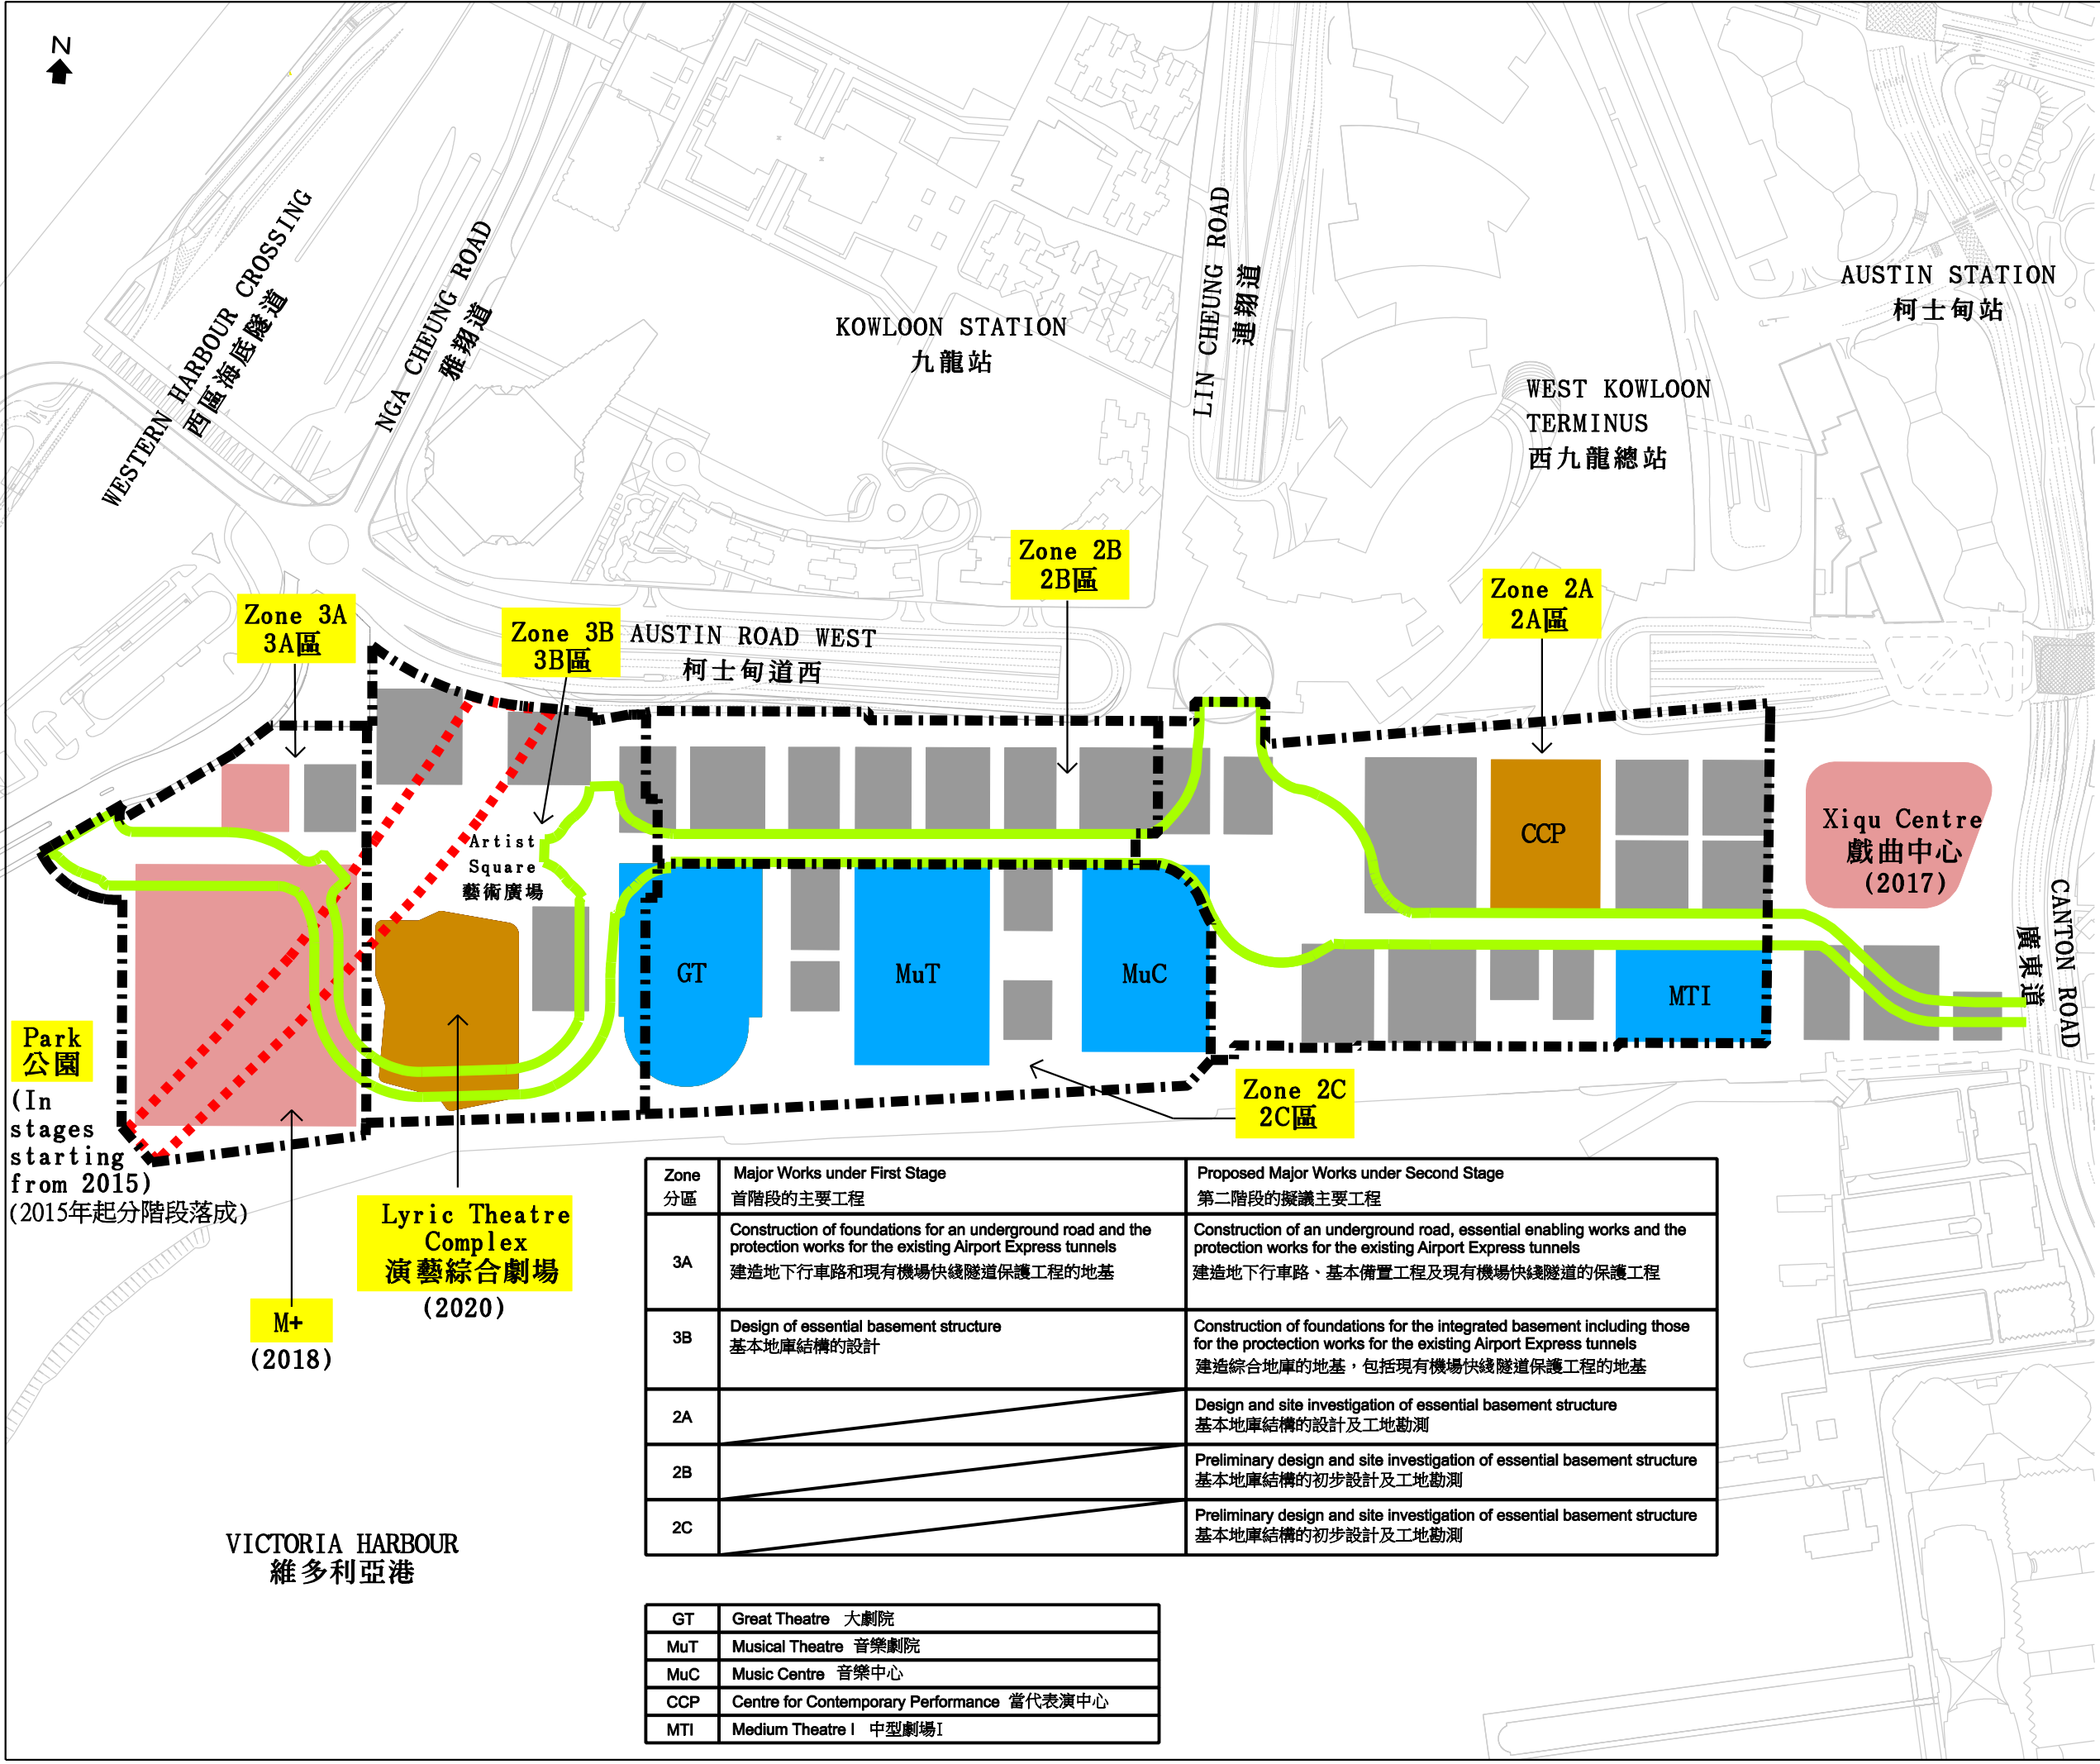 N
WESTERN HARBOUR CROSSING
西區海底隧道
NGA CHEUNG ROAD
雅翔道
KOWLOON STATION
九龍站
LIN CHEUNG ROAD
連翔道
WEST KOWLOON
TERMINUS
西九龍總站
AUSTIN STATION
柯士甸站
Zone 3A
3A區
Zone 3B
3B區
AUSTIN ROAD WEST
柯士甸道西
Zone 2B
2B區
Zone 2A
2A區
Artist
Square
藝術廣場
CCP
Xiqu Centre
戲曲中心
(2017)
CANTON ROAD
廣東道
GT
MuT
MuC
MTI
Park
公園
(In
stages
starting
from 2015)
(2015年起分階段落成)
Zone 2C
2C區
Lyric Theatre
Complex
演藝綜合劇場
(2020)
M+
(2018)
VICTORIA HARBOUR
維多利亞港
Zone
分區
Major Works under First Stage
首階段的主要工程
Proposed Major Works under Second Stage
第二階段的擬議主要工程
3A
Construction of foundations for an underground road and the
protection works for the existing Airport Express tunnels
建造地下行車路和現有機場快綫隧道保護工程的地基
Construction of an underground road, essential enabling works and the
protection works for the existing Airport Express tunnels
建造地下行車路、基本備置工程及現有機場快綫隧道的保護工程
3B
Design of essential basement structure
基本地庫結構的設計
Construction of foundations for the integrated basement including those
for the proctection works for the existing Airport Express tunnels
建造綜合地庫的地基，包括現有機場快綫隧道保護工程的地基
2A
Design and site investigation of essential basement structure
基本地庫結構的設計及工地勘測
2B
Preliminary design and site investigation of essential basement structure
基本地庫結構的初步設計及工地勘測
2C
Preliminary design and site investigation of essential basement structure
基本地庫結構的初步設計及工地勘測
GT Great Theatre 大劇院
MuT Musical Theatre 音樂劇院
MuC Music Centre 音樂中心
CCP Centre for Contemporary Performance 當代表演中心
MTI Medium Theatre I 中型劇場I